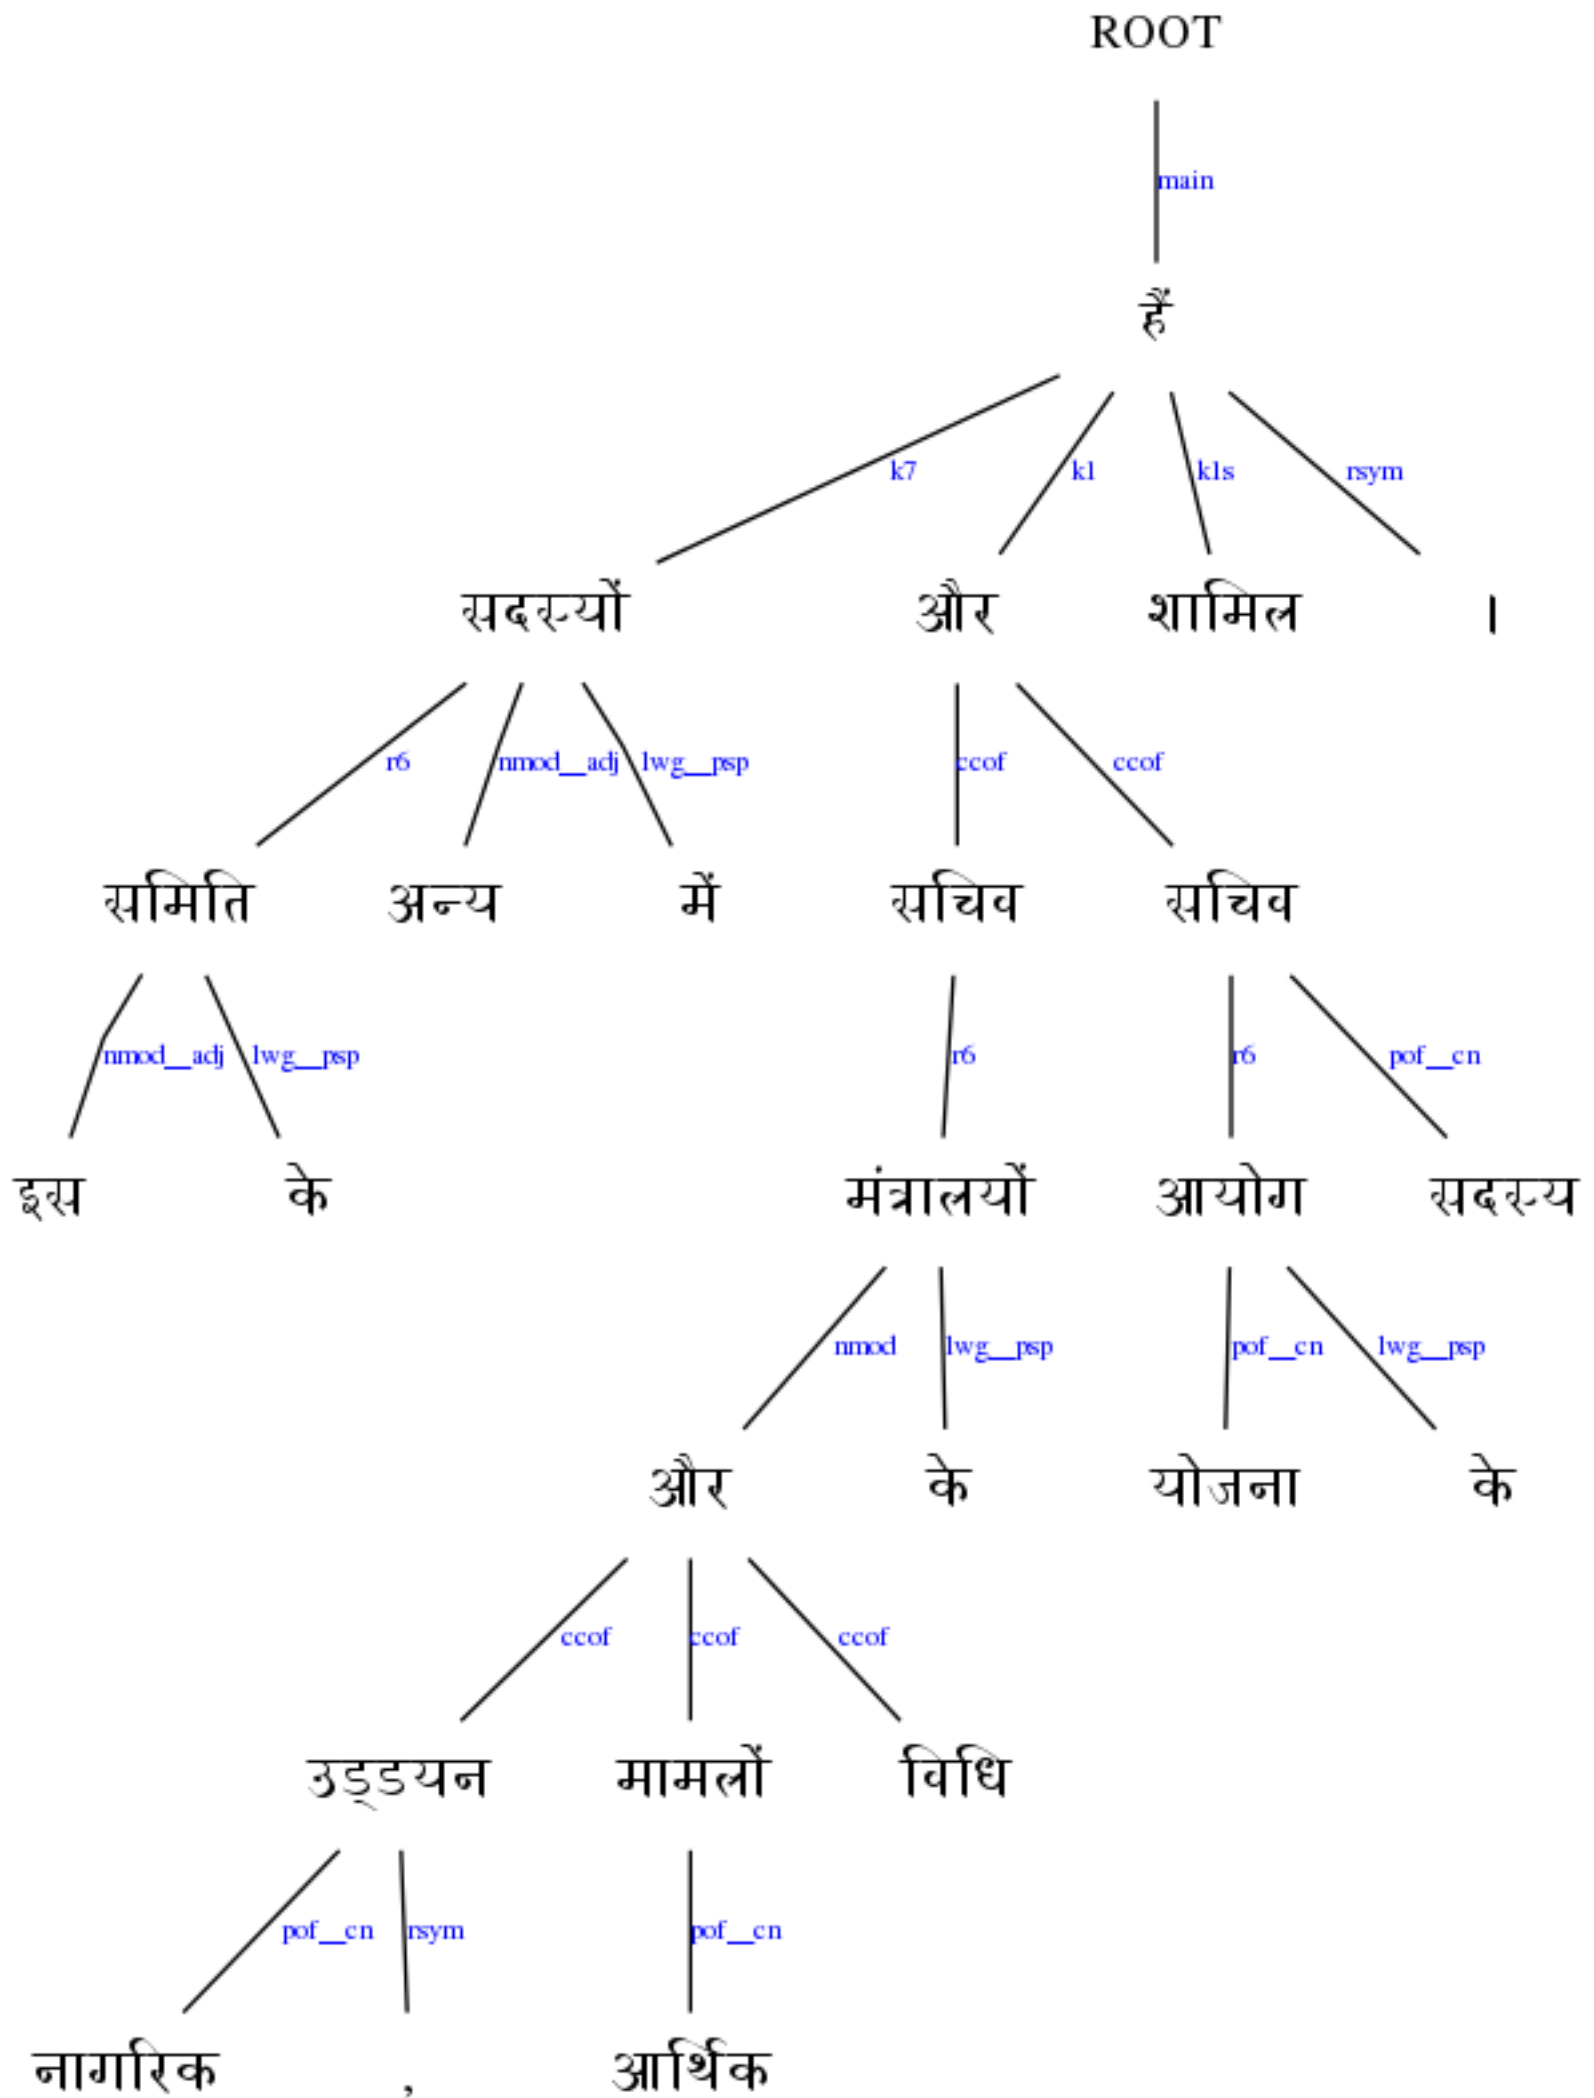 ROOT
main
हैं
k7 k1 k1s rsym
सदस्यों और शामिल ।
r6 nmod__adj lwg__psp ccof ccof
समिति अन्य में सचिव सचिव
nmod__adj lwg__psp r6 r6 pof__cn
इस के मंत्रालयों आयोग सदस्य
nmod lwg__psp pof__cn lwg__psp
और के योजना के
ccof ccof ccof
उड्डयन मामलों विधि
pof__cn rsym pof__cn
नागरिक , आर्थिक